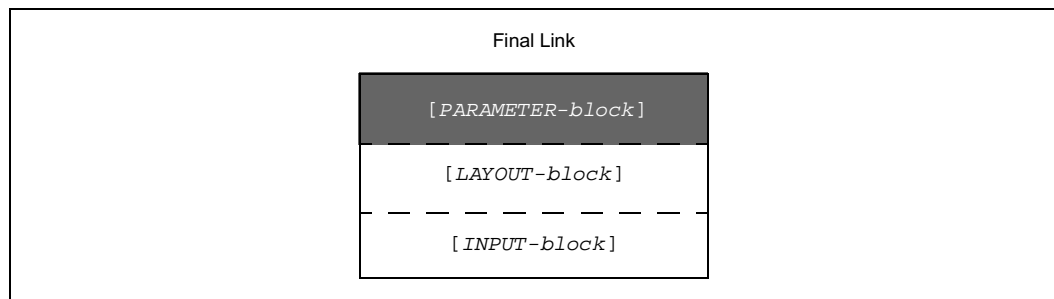 Final Link
[PARAMETER-block]
[LAYOUT-block]
[INPUT-block]